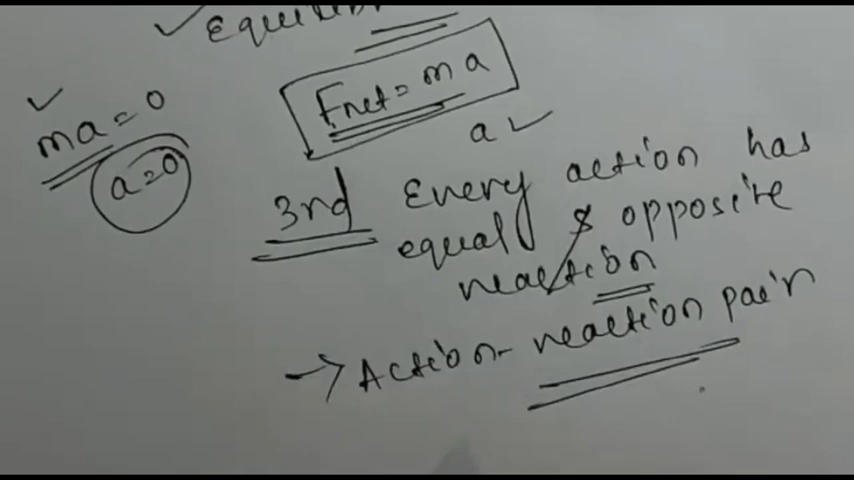 Fnet = ma
ma = 0
a = 0
a
3rd Every action has
equal & opposite
reaction
→ Action-reaction pair